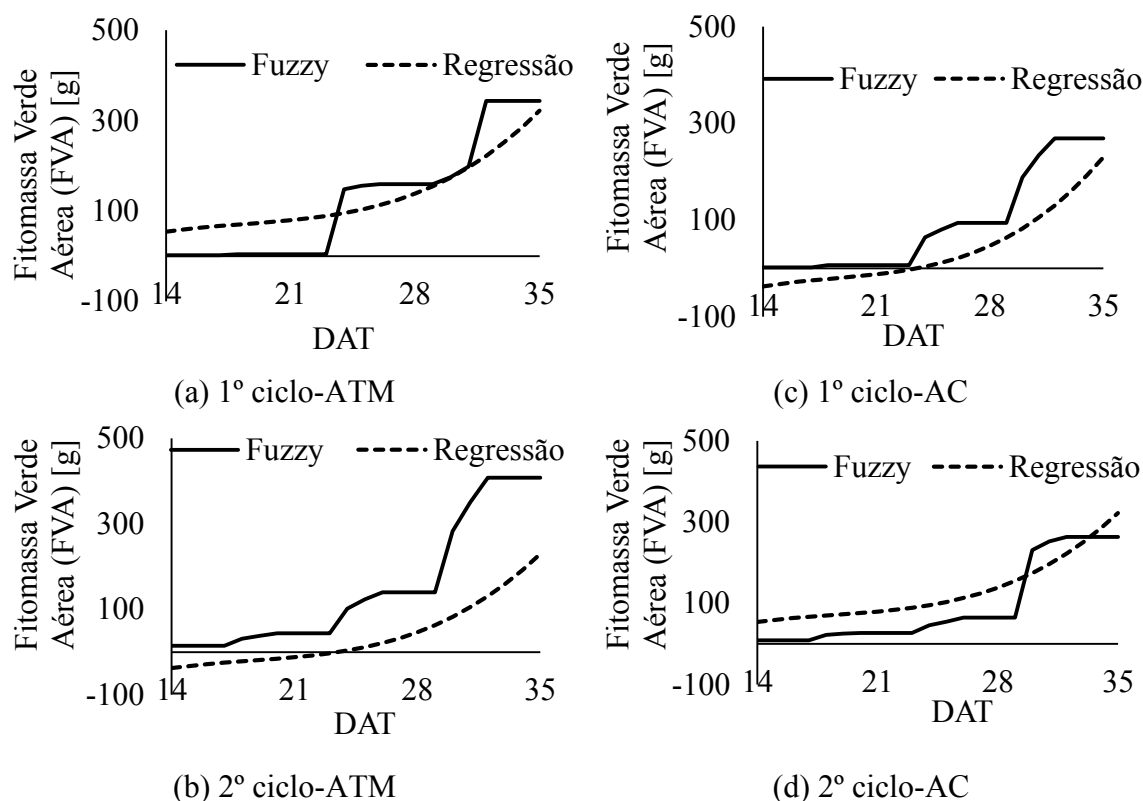 500
300
100
-100
Fitomassa Verde
Aérea (FVA) [g]
Fuzzy
Regressão
14
21
28
35
DAT
(a) 1º ciclo-ATM
500
300
100
-100
Fitomassa Verde
Aérea (FVA) [g]
Fuzzy
Regressão
14
21
28
35
DAT
(c) 1º ciclo-AC
500
300
100
-100
Fitomassa Verde
Aérea (FVA) [g]
Fuzzy
Regressão
14
21
28
35
DAT
(b) 2º ciclo-ATM
500
300
100
-100
Fitomassa Verde
Aérea (FVA) [g]
Fuzzy
Regressão
14
21
28
35
DAT
(d) 2º ciclo-AC